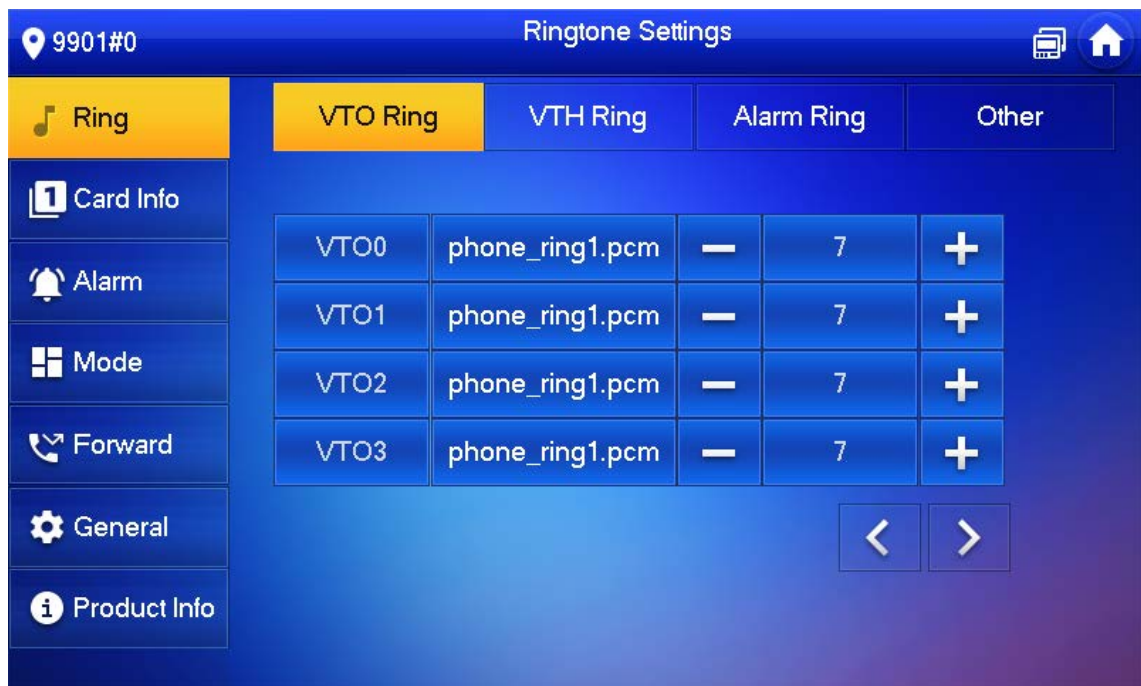 9901#0 Ringtone Settings
Ring
Card Info
Alarm
Mode
Forward
General
Product Info
VTO Ring VTH Ring Alarm Ring Other
VTO0 phone_ring1.pcm — 7 +
VTO1 phone_ring1.pcm — 7 +
VTO2 phone_ring1.pcm — 7 +
VTO3 phone_ring1.pcm — 7 +
< >